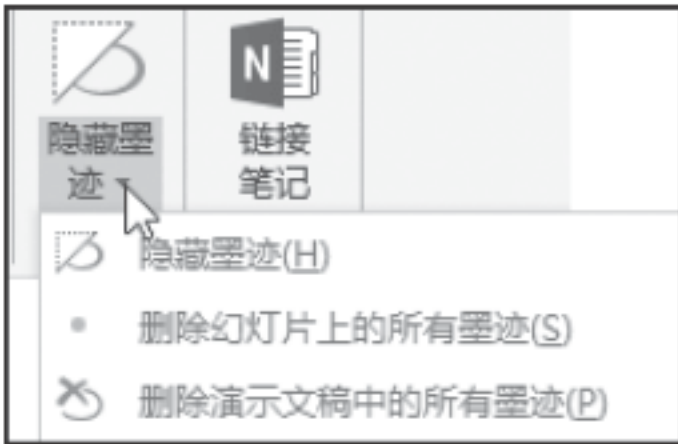 隐藏墨
迹
N
链接
笔记
隐藏墨迹(H)
删除幻灯片上的所有墨迹(S)
删除演示文稿中的所有墨迹(P)